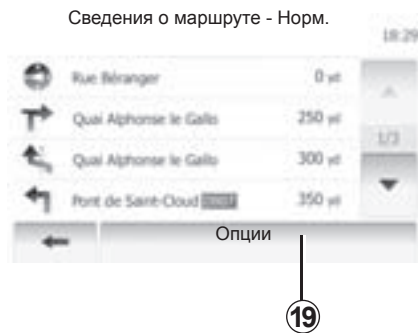 Сведения о маршруте - Норм.
18:29
Rue Béranger 0 yd
Quai Alphonse le Gallo 250 yd
1/3
Quai Alphonse le Gallo 300 yd
Pont de Saint-Cloud 350 yd
Опции
19